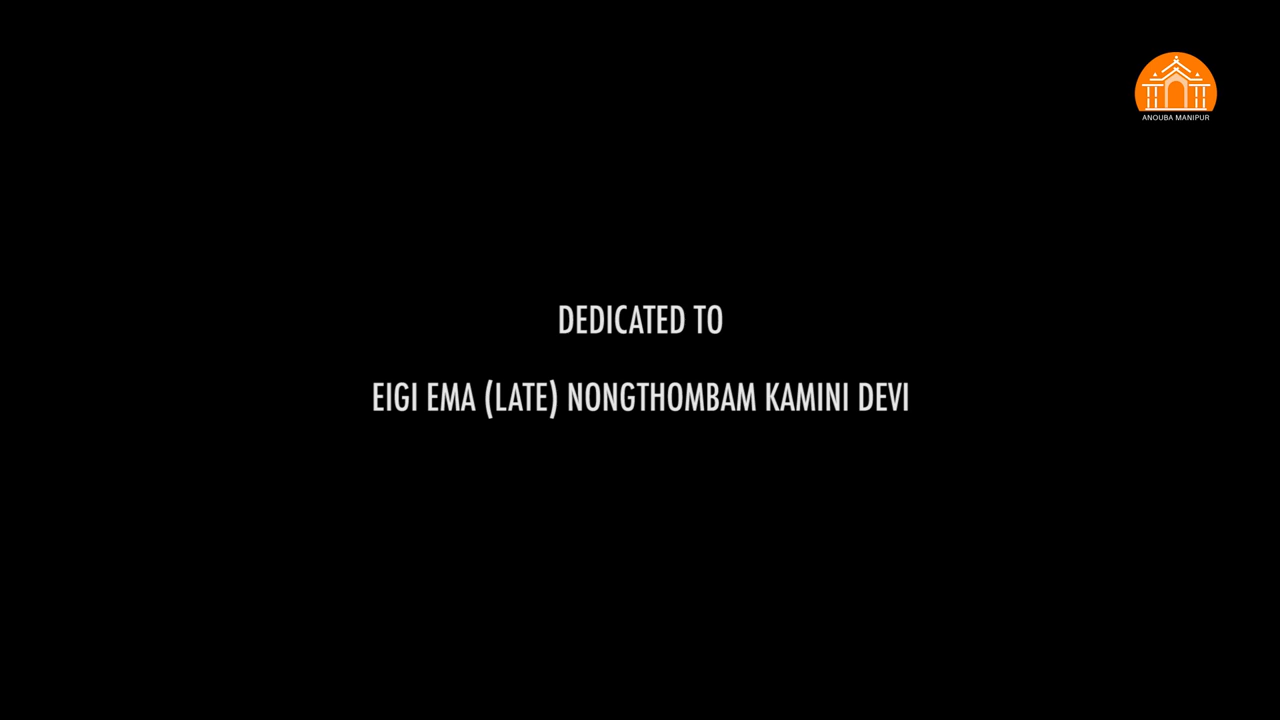 ANOUBA MANIPUR
DEDICATED TO
EIGI EMA (LATE) NONGTHOMBAM KAMINI DEVI